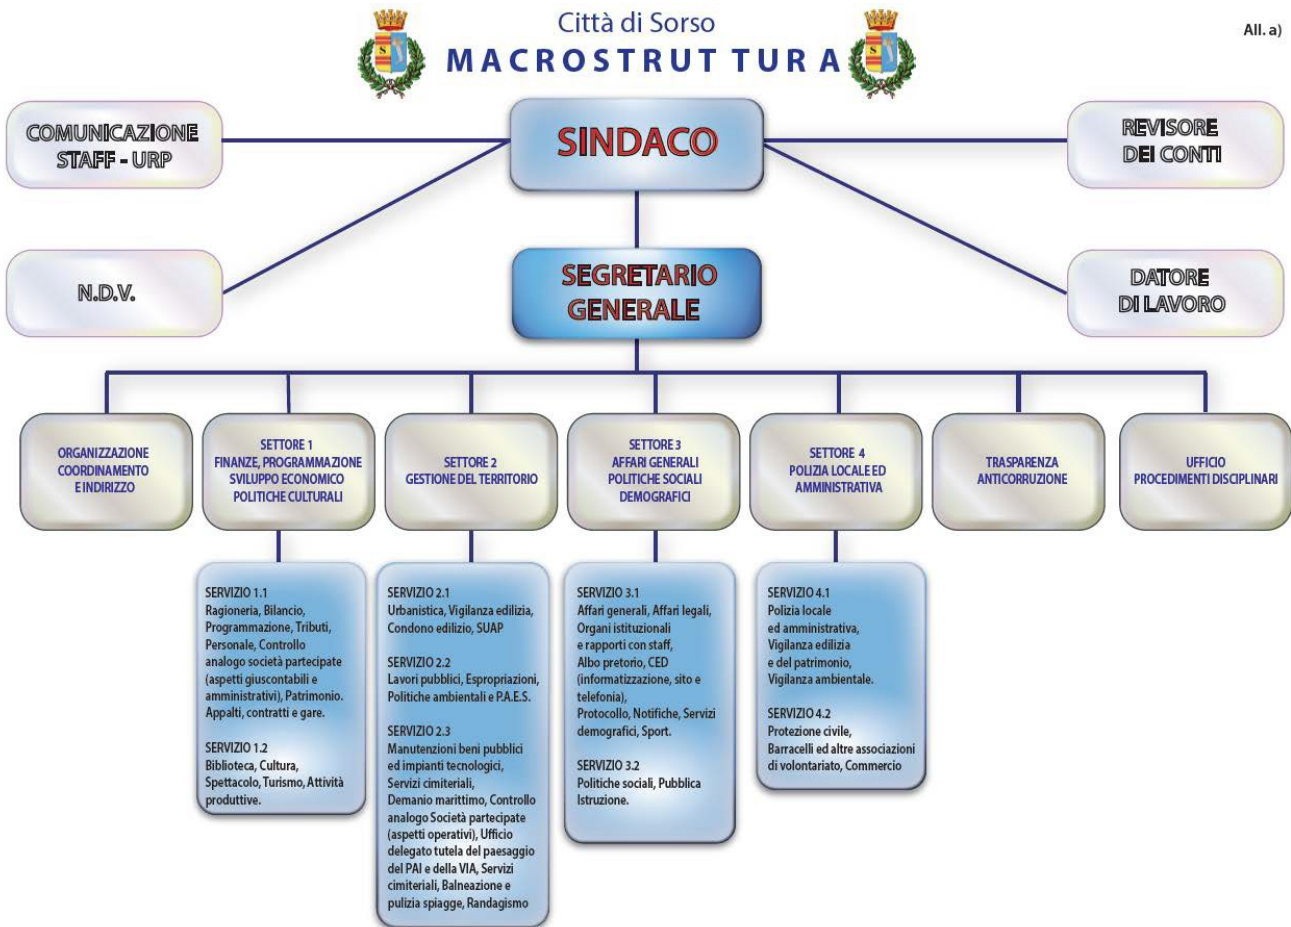 Città di Sorso
All. a)
MACROSTRUTTURA
COMUNICAZIONE
STAFF - URP
SINDACO
REVISORE
DEI CONTI
N.D.V.
SEGRETARIO
GENERALE
DATORE
DI LAVORO
ORGANIZZAZIONE
COORDINAMENTO
E INDIRIZZO
SETTORE 1
FINANZE, PROGRAMMAZIONE
SVILUPPO ECONOMICO
POLITICHE CULTURALI
SETTORE 2
GESTIONE DEL TERRITORIO
SETTORE 3
AFFARI GENERALI
POLITICHE SOCIALI
DEMOGRAFICI
SETTORE 4
POLIZIA LOCALE ED
AMMINISTRATIVA
TRASPARENZA
ANTICORRUZIONE
UFFICIO
PROCEDIMENTI DISCIPLINARI
SERVIZIO 1.1
Ragioneria, Bilancio,
Programmazione, Tributi,
Personale, Controllo
analogo società partecipate
(aspetti giuscontabili e
amministrativi), Patrimonio.
Appalti, contratti e gare.
SERVIZIO 1.2
Biblioteca, Cultura,
Spettacolo, Turismo, Attività
produttive.
SERVIZIO 2.1
Urbanistica, Vigilanza edilizia,
Condono edilizio, SUAP
SERVIZIO 2.2
Lavori pubblici, Espropriazioni,
Politiche ambientali e P.A.E.S.
SERVIZIO 2.3
Manutenzioni beni pubblici
ed impianti tecnologici,
Servizi cimiteriali,
Demanio marittimo, Controllo
analogo Società partecipate
(aspetti operativi), Ufficio
delegato tutela del paesaggio
del PAI e della VIA, Servizi
cimiteriali, Balneazione e
pulizia spiagge, Randagismo
SERVIZIO 3.1
Affari generali, Affari legali,
Organi istituzionali
e rapporti con staff,
Albo pretorio, CED
(informatizzazione, sito e
telefonia),
Protocollo, Notifiche, Servizi
demografici, Sport.
SERVIZIO 3.2
Politiche sociali, Pubblica
Istruzione.
SERVIZIO 4.1
Polizia locale
ed amministrativa,
Vigilanza edilizia
e del patrimonio,
Vigilanza ambientale.
SERVIZIO 4.2
Protezione civile,
Barracelli ed altre associazioni
di volontariato, Commercio